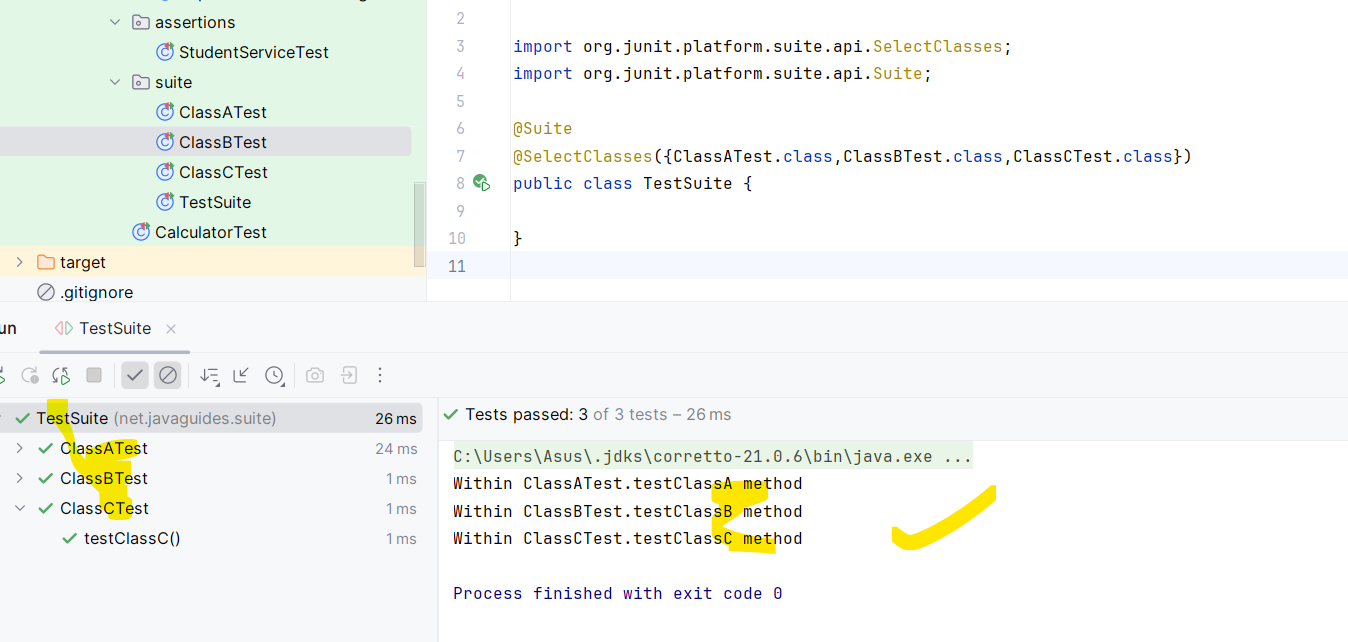 assertions
StudentServiceTest
suite
ClassATest
ClassBTest
ClassCTest
TestSuite
CalculatorTest
target
.gitignore
2
3 import org.junit.platform.suite.api.SelectClasses;
4 import org.junit.platform.suite.api.Suite;
5
6 @Suite
7 @SelectClasses({ClassATest.class,ClassBTest.class,ClassCTest.class})
8 public class TestSuite {
9
10 }
11
un TestSuite
TestSuite (net.javaguides.suite) 26 ms
ClassATest 24 ms
ClassBTest 1 ms
ClassCTest 1 ms
testClassC() 1 ms
Tests passed: 3 of 3 tests – 26 ms
C:\Users\Asus\.jdks\corretto-21.0.6\bin\java.exe ...
Within ClassATest.testClassA method
Within ClassBTest.testClassB method
Within ClassCTest.testClassC method
Process finished with exit code 0